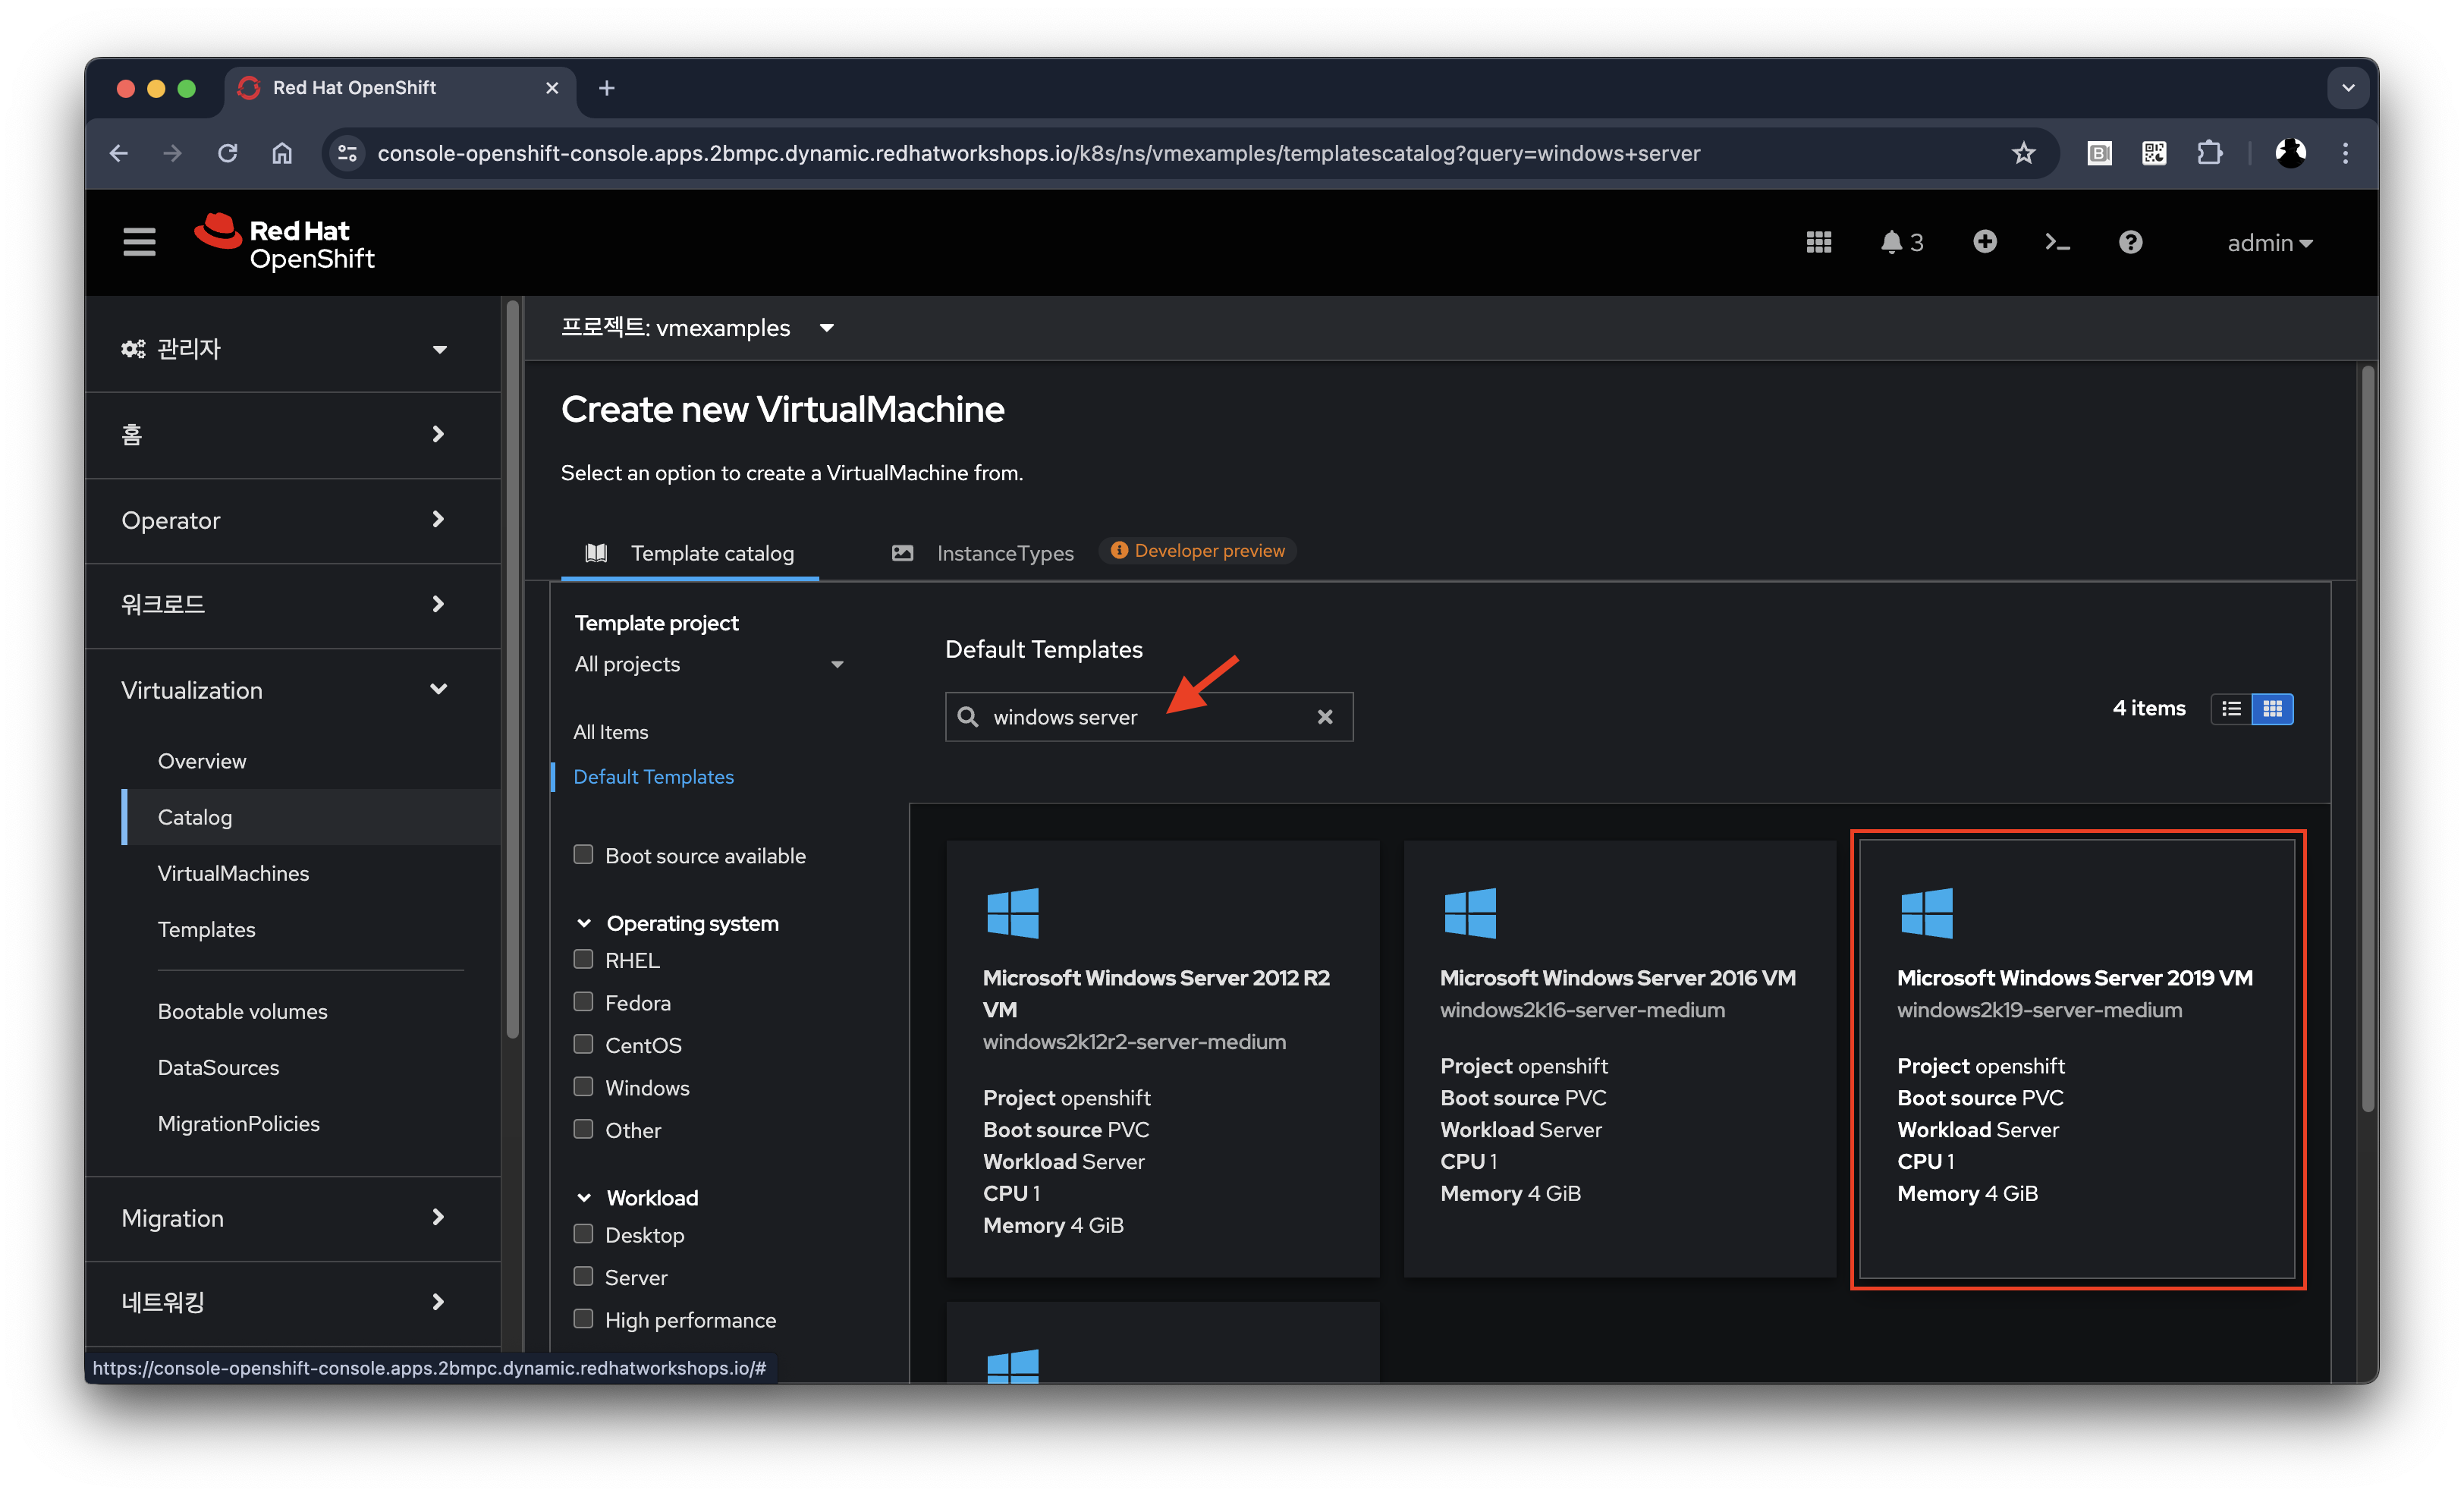 Red Hat OpenShift
console-openshift-console.apps.2bmpc.dynamic.redhatworkshops.io/k8s/ns/vmexamples/templatescatalog?query=windows+server
Red Hat
OpenShift
3
admin
관리자
홈
Operator
워크로드
Virtualization
Overview
Catalog
VirtualMachines
Templates
Bootable volumes
DataSources
MigrationPolicies
Migration
네트워킹
https://console-openshift-console.apps.2bmpc.dynamic.redhatworkshops.io/#
프로젝트: vmexamples
Create new VirtualMachine
Select an option to create a VirtualMachine from.
Template catalog
InstanceTypes
Developer preview
Template project
All projects
All Items
Default Templates
Boot source available
Operating system
RHEL
Fedora
CentOS
Windows
Other
Workload
Desktop
Server
High performance
Default Templates
windows server
4 items
Microsoft Windows Server 2012 R2
VM
windows2k12r2-server-medium
Project openshift
Boot source PVC
Workload Server
CPU 1
Memory 4 GiB
Microsoft Windows Server 2016 VM
windows2k16-server-medium
Project openshift
Boot source PVC
Workload Server
CPU 1
Memory 4 GiB
Microsoft Windows Server 2019 VM
windows2k19-server-medium
Project openshift
Boot source PVC
Workload Server
CPU 1
Memory 4 GiB